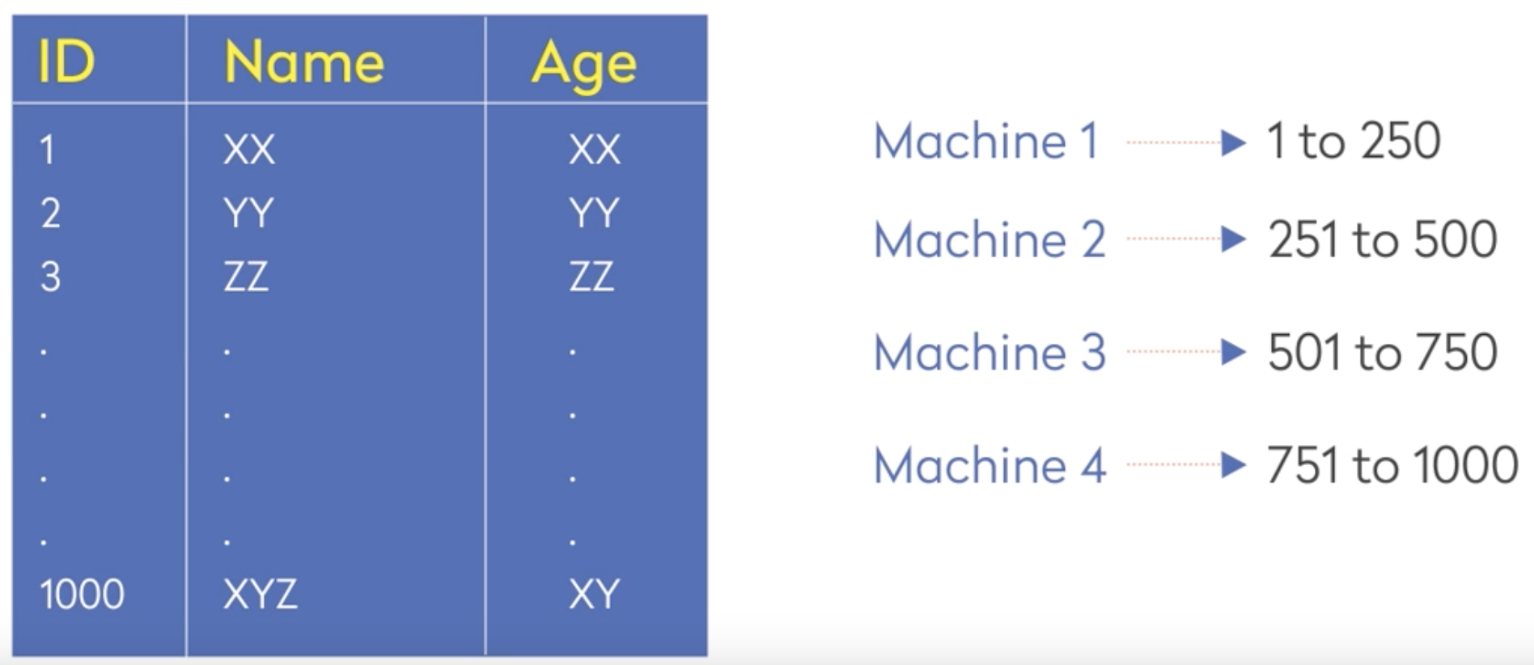 ID Name Age
1 XX XX
2 YY YY
3 ZZ ZZ
. . .
. . .
. . .
. . .
1000 XYZ XY
Machine 1 1 to 250
Machine 2 251 to 500
Machine 3 501 to 750
Machine 4 751 to 1000